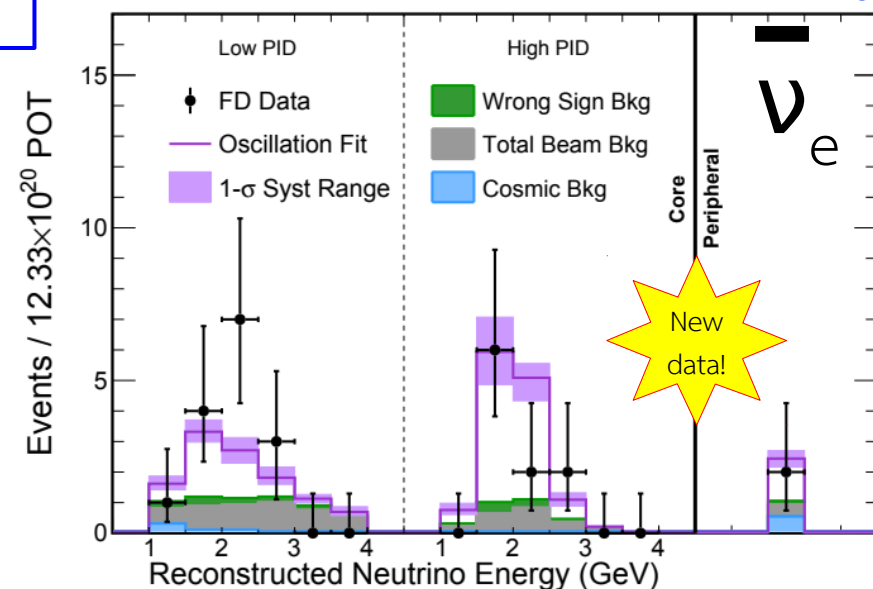 Low PID
High PID
FD Data
Oscillation Fit
1-σ Syst Range
Wrong Sign Bkg
Total Beam Bkg
Cosmic Bkg
Core
Peripheral
ν̅e
New
data!
15
10
5
0
Events / 12.33×10²⁰ POT
1 2 3 4 1 2 3 4
Reconstructed Neutrino Energy (GeV)